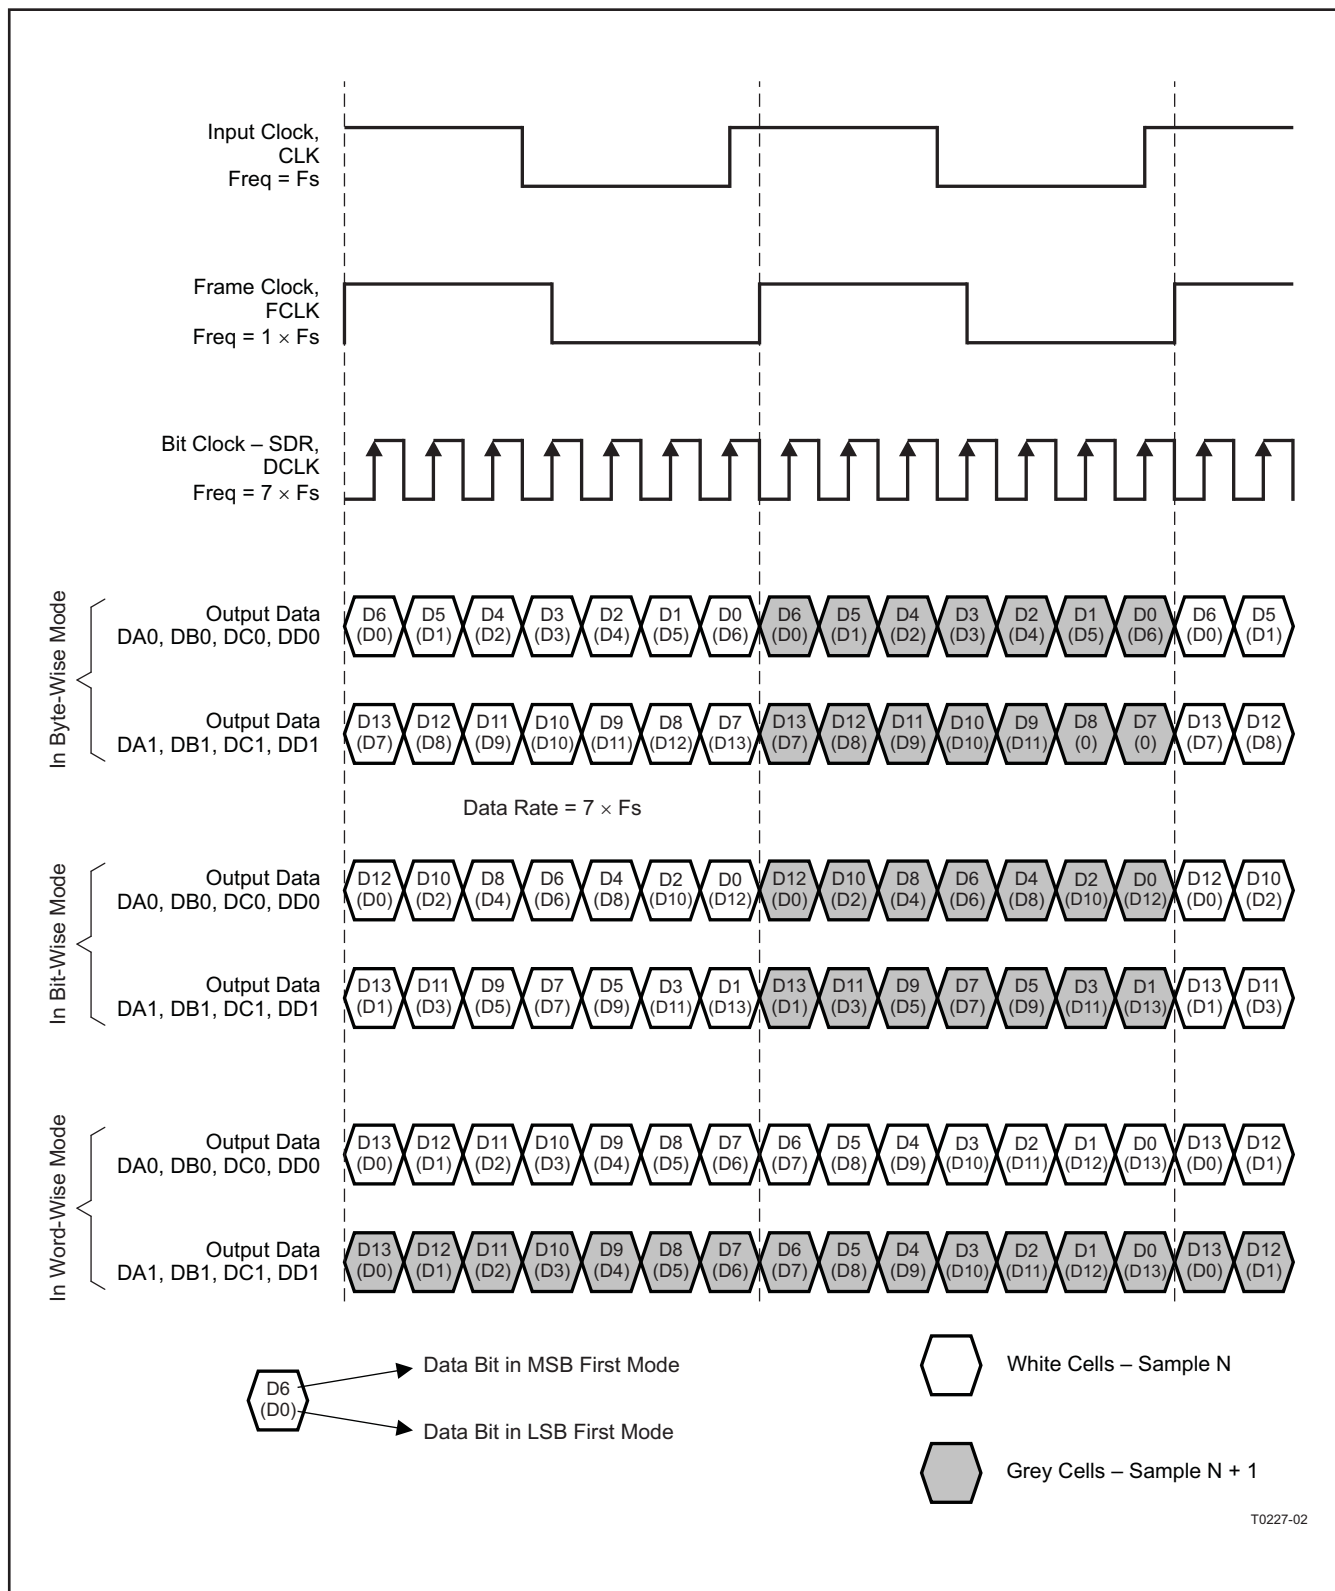 Input Clock,
CLK
Freq = Fs
Frame Clock,
FCLK
Freq = 1 × Fs
Bit Clock – SDR,
DCLK
Freq = 7 × Fs
In Byte-Wise Mode
Output Data
DA0, DB0, DC0, DD0
D6 D5 D4 D3 D2 D1 D0 D6 D5 D4 D3 D2 D1 D0 D6 D5
(D0) (D1) (D2) (D3) (D4) (D5) (D6) (D0) (D1) (D2) (D3) (D4) (D5) (D6) (D0) (D1)
Output Data
DA1, DB1, DC1, DD1
D13 D12 D11 D10 D9 D8 D7 D13 D12 D11 D10 D9 D8 D7 D13 D12
(D7) (D8) (D9) (D10) (D11) (D12) (D13) (D7) (D8) (D9) (D10) (D11) (0) (0) (D7) (D8)
Data Rate = 7 × Fs
In Bit-Wise Mode
Output Data
DA0, DB0, DC0, DD0
D12 D10 D8 D6 D4 D2 D0 D12 D10 D8 D6 D4 D2 D0 D12 D10
(D0) (D2) (D4) (D6) (D8) (D10) (D12) (D0) (D2) (D4) (D6) (D8) (D10) (D12) (D0) (D2)
Output Data
DA1, DB1, DC1, DD1
D13 D11 D9 D7 D5 D3 D1 D13 D11 D9 D7 D5 D3 D1 D13 D11
(D1) (D3) (D5) (D7) (D9) (D11) (D13) (D1) (D3) (D5) (D7) (D9) (D11) (D13) (D1) (D3)
In Word-Wise Mode
Output Data
DA0, DB0, DC0, DD0
D13 D12 D11 D10 D9 D8 D7 D6 D5 D4 D3 D2 D1 D0 D13 D12
(D0) (D1) (D2) (D3) (D4) (D5) (D6) (D7) (D8) (D9) (D10) (D11) (D12) (D13) (D0) (D1)
Output Data
DA1, DB1, DC1, DD1
D13 D12 D11 D10 D9 D8 D7 D6 D5 D4 D3 D2 D1 D0 D13 D12
(D0) (D1) (D2) (D3) (D4) (D5) (D6) (D7) (D8) (D9) (D10) (D11) (D12) (D13) (D0) (D1)
D6
(D0)
Data Bit in MSB First Mode
Data Bit in LSB First Mode
White Cells – Sample N
Grey Cells – Sample N + 1
T0227-02